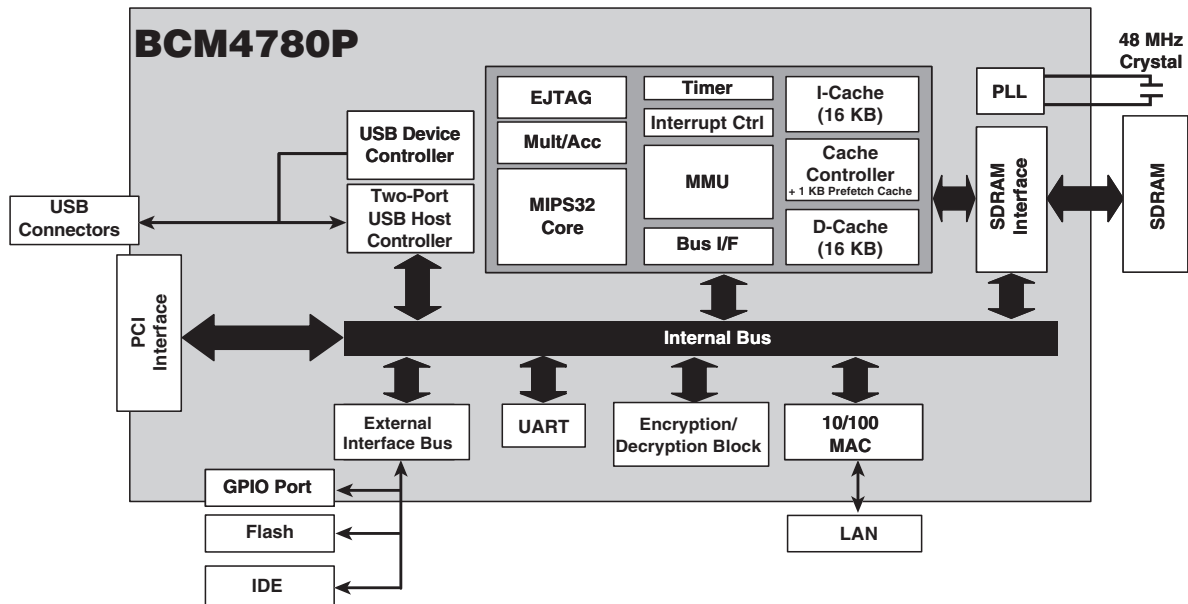 BCM4780P
48 MHz
Crystal
EJTAG
Mult/Acc
MIPS32
Core
Timer
Interrupt Ctrl
MMU
Bus I/F
I-Cache
(16 KB)
Cache
Controller
+ 1 KB Prefetch Cache
D-Cache
(16 KB)
PLL
SDRAM
Interface
SDRAM
USB Device
Controller
Two-Port
USB Host
Controller
USB
Connectors
PCI
Interface
Internal Bus
External
Interface Bus
UART
Encryption/
Decryption Block
10/100
MAC
GPIO Port
Flash
IDE
LAN